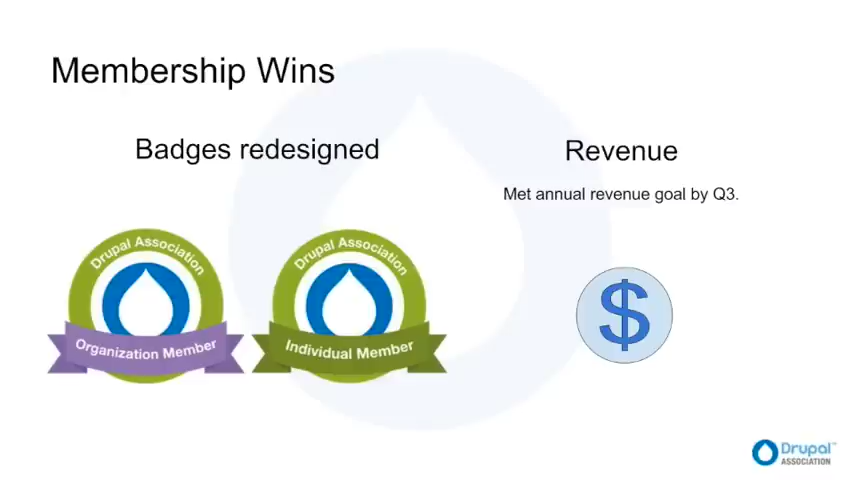 Membership Wins
Badges redesigned
Revenue
Met annual revenue goal by Q3.
Drupal Association
Organization Member
Drupal Association
Individual Member
$
Drupal™
ASSOCIATION